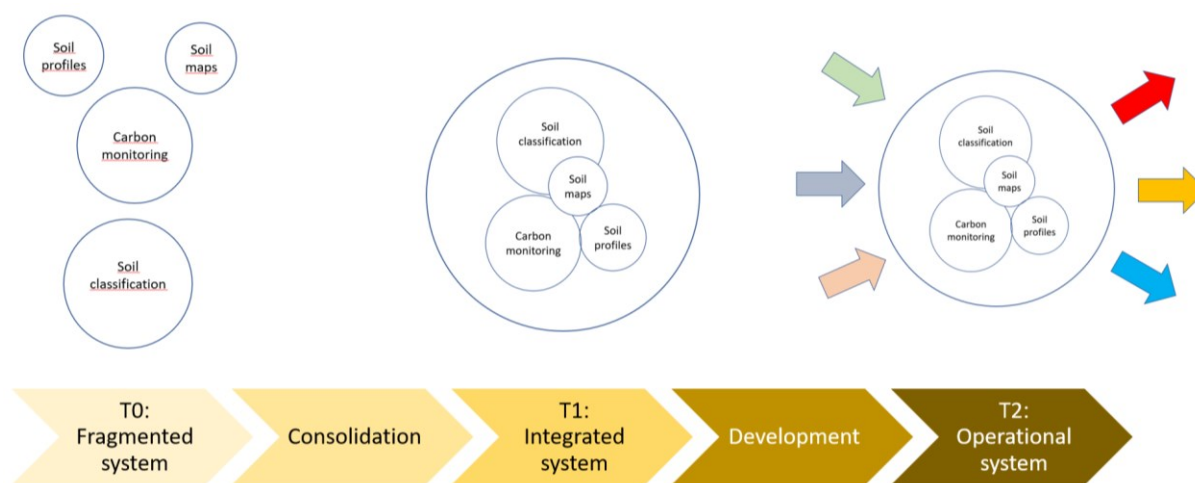 Soil
profiles
Soil
maps
Carbon
monitoring
Soil
classification
Soil
classification
Soil
maps
Carbon
monitoring
Soil
profiles
Soil
classification
Soil
maps
Carbon
monitoring
Soil
profiles
T0:
Fragmented
system
Consolidation
T1:
Integrated
system
Development
T2:
Operational
system